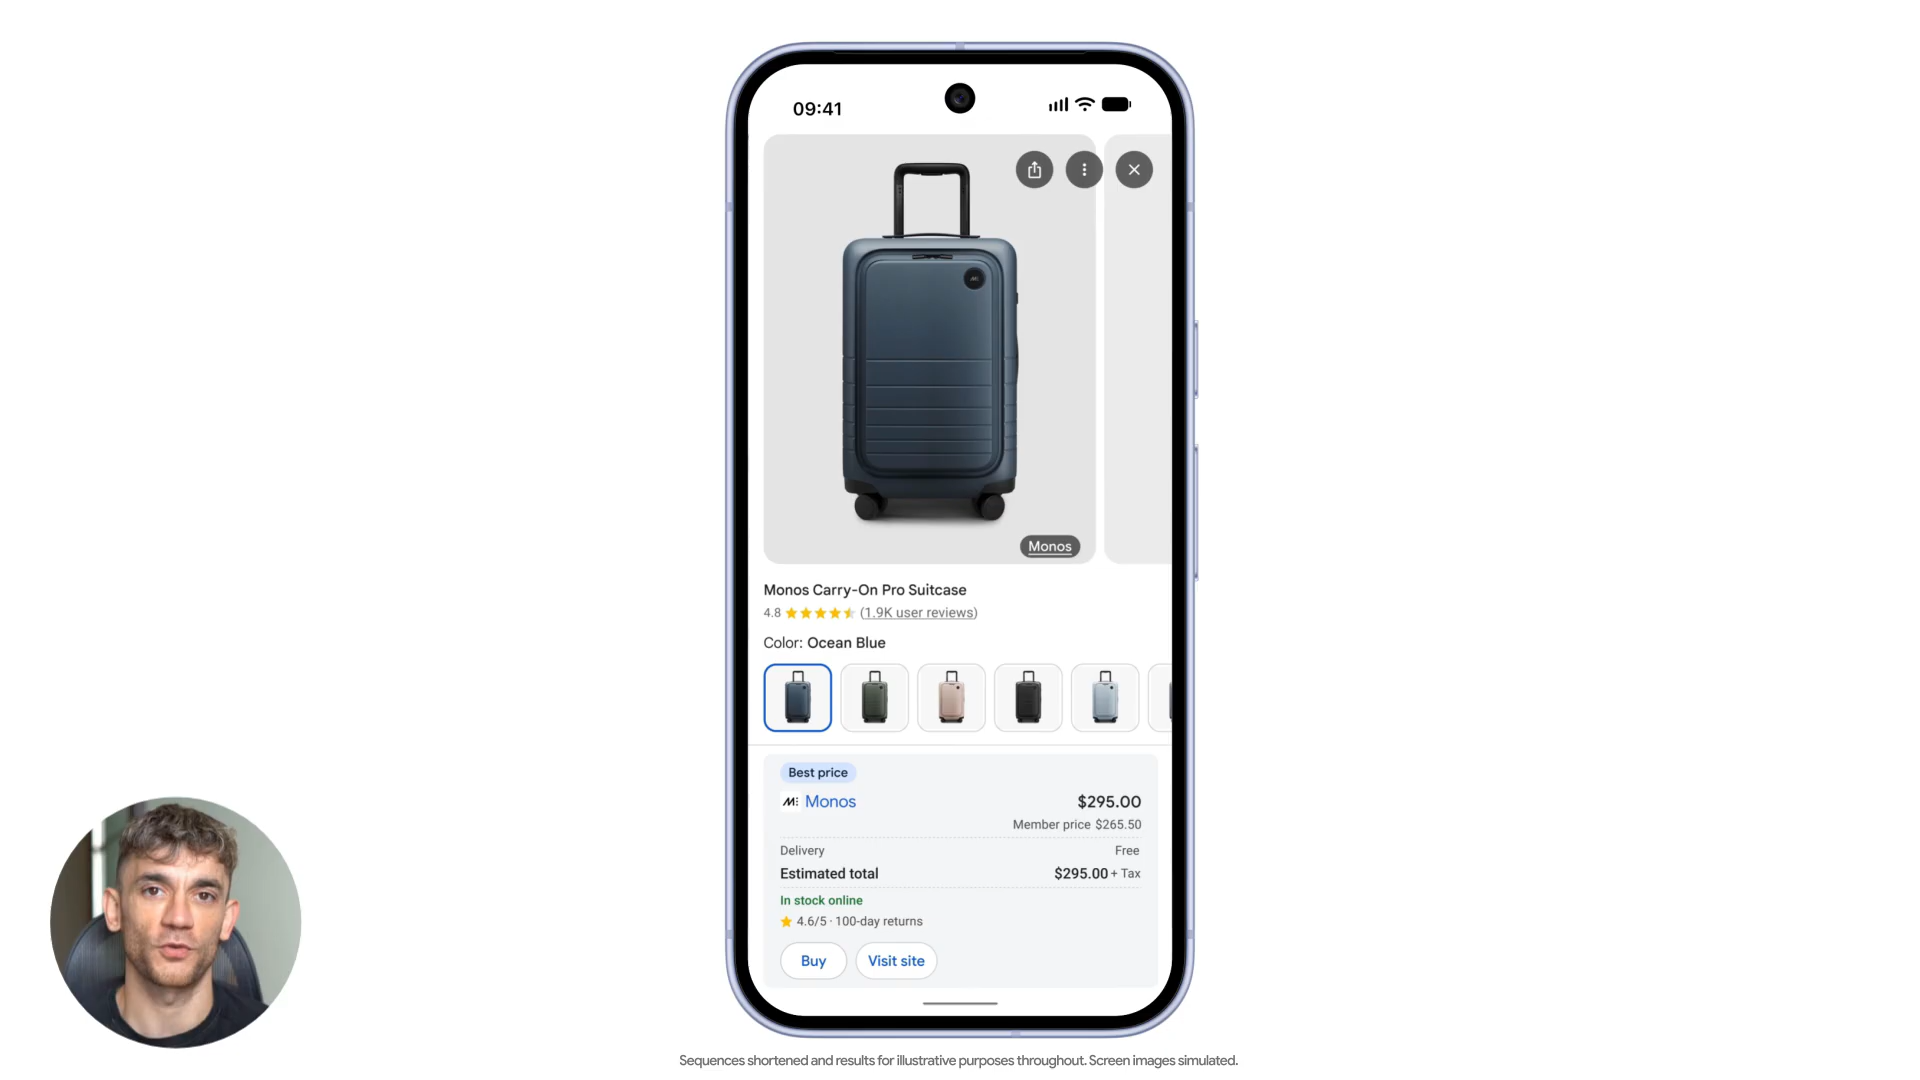 09:41
Monos
Monos Carry-On Pro Suitcase
4.8 (1.9K user reviews)
Color: Ocean Blue
Best price
Monos $295.00
Member price $265.50
Delivery Free
Estimated total $295.00 + Tax
In stock online
4.6/5 · 100-day returns
Buy Visit site
Sequences shortened and results for illustrative purposes throughout. Screen images simulated.